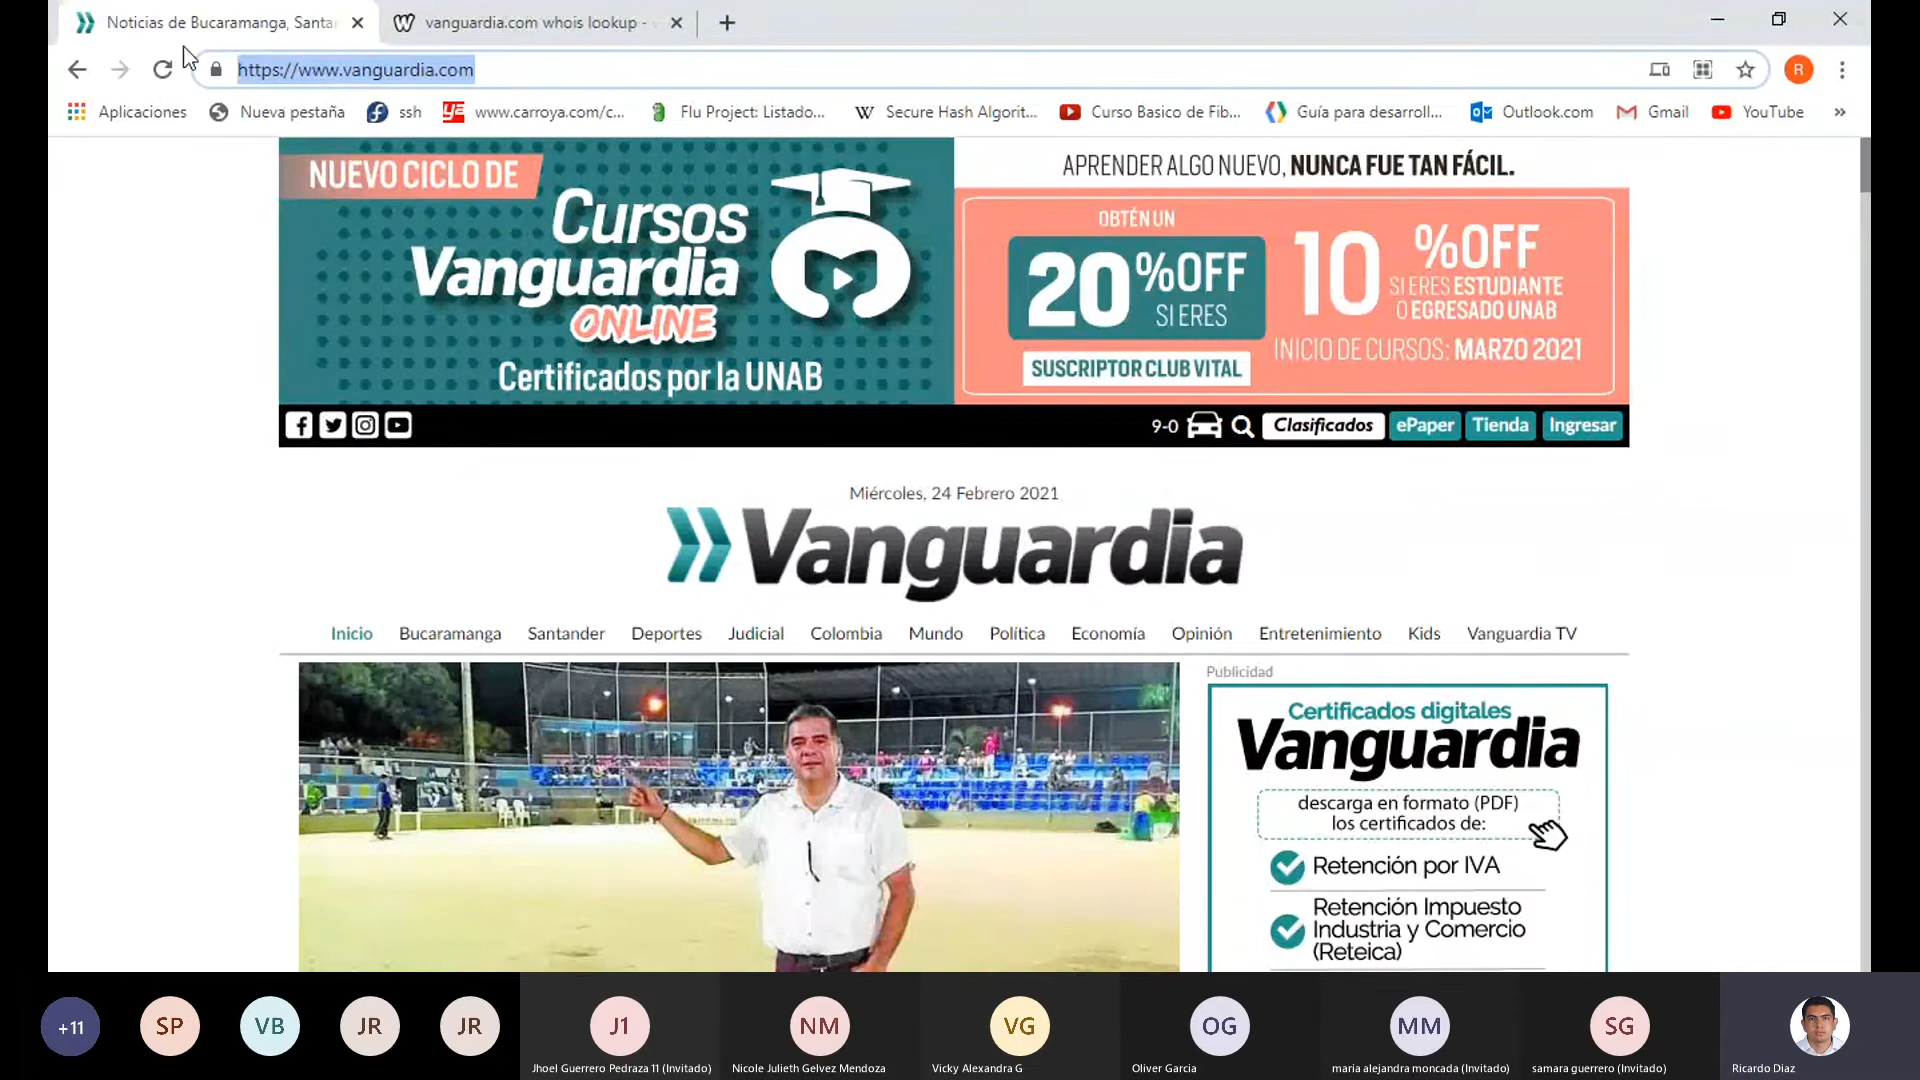 Noticias de Bucaramanga, Santar
vanguardia.com whois lookup -
https://www.vanguardia.com
R
Aplicaciones
Nueva pestaña
ssh
www.carroya.com/c...
Flu Project: Listado...
Secure Hash Algorit...
Curso Basico de Fib...
Guía para desarroll...
Outlook.com
Gmail
YouTube
»
NUEVO CICLO DE
Cursos
Vanguardia
ONLINE
Certificados por la UNAB
APRENDER ALGO NUEVO, NUNCA FUE TAN FÁCIL.
OBTÉN UN
20%OFF
SI ERES
SUSCRIPTOR CLUB VITAL
10%OFF
SI ERES ESTUDIANTE
O EGRESADO UNAB
INICIO DE CURSOS: MARZO 2021
9-0
Clasificados
ePaper
Tienda
Ingresar
Miércoles, 24 Febrero 2021
Vanguardia
Inicio
Bucaramanga
Santander
Deportes
Judicial
Colombia
Mundo
Política
Economía
Opinión
Entretenimiento
Kids
Vanguardia TV
Publicidad
Certificados digitales
Vanguardia
descarga en formato (PDF)
los certificados de:
Retención por IVA
Retención Impuesto
Industria y Comercio
(Reteica)
+11
SP
VB
JR
JR
J1
NM
VG
OG
MM
SG
Jhoel Guerrero Pedraza 11 (Invitado)
Nicole Julieth Gelvez Mendoza
Vicky Alexandra G
Oliver Garcia
maria alejandra moncada (Invitado)
samara guerrero (Invitado)
Ricardo Diaz